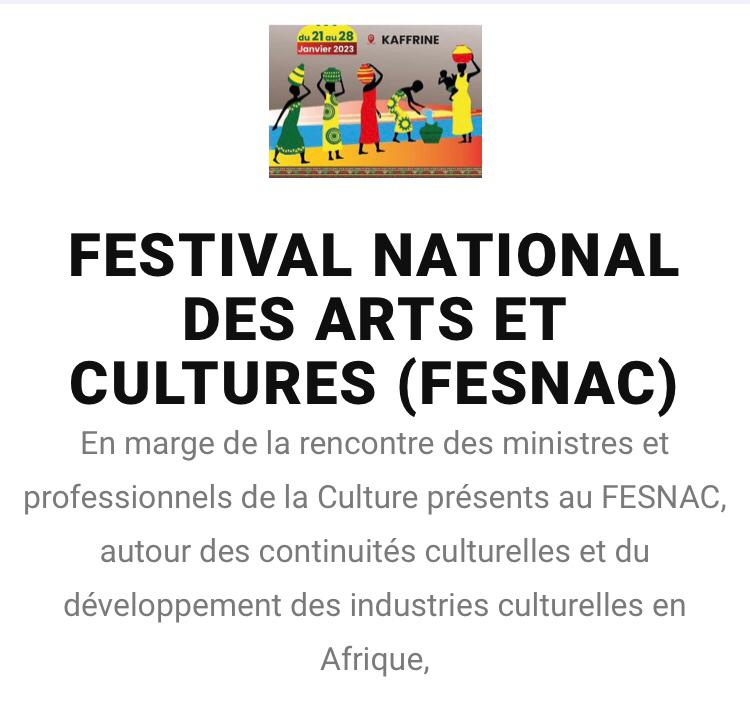 du 21 au 28
Janvier 2023
KAFFRINE
FESTIVAL NATIONAL
DES ARTS ET
CULTURES (FESNAC)
En marge de la rencontre des ministres et
professionnels de la Culture présents au FESNAC,
autour des continuités culturelles et du
développement des industries culturelles en
Afrique,